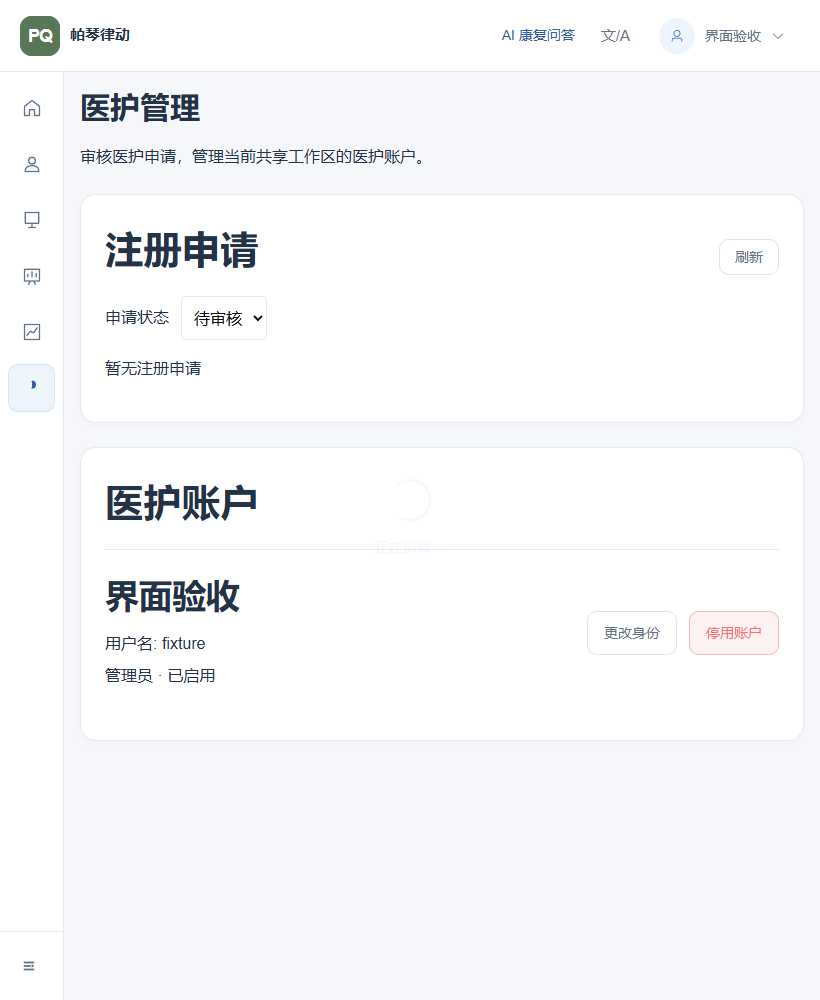 PQ 帕琴律动
AI 康复问答 文/A 界面验收
医护管理
审核医护申请，管理当前共享工作区的医护账户。
注册申请
刷新
申请状态 待审核
暂无注册申请
医护账户
正在加载
界面验收
用户名: fixture
更改身份 停用账户
管理员 · 已启用